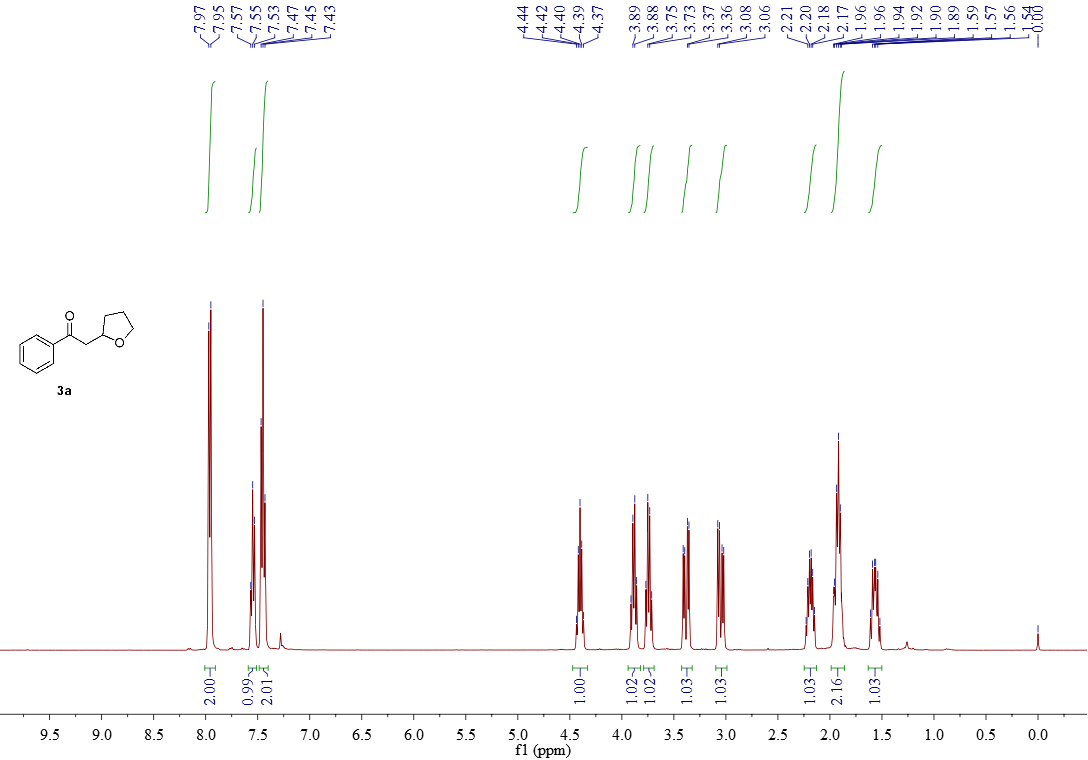 7.97 7.95 7.57 7.55 7.53 7.47 7.45 7.43 4.44 4.42 4.40 4.39 4.37 3.89 3.88 3.75 3.73 3.37 3.36 3.08 3.06 2.21 2.20 2.18 2.17 1.96 1.96 1.94 1.92 1.90 1.89 1.59 1.57 1.56 1.54 0.00
O
O
3a
2.00 0.99 2.01 1.00 1.02 1.02 1.03 1.03 1.03 2.16 1.03
9.5 9.0 8.5 8.0 7.5 7.0 6.5 6.0 5.5 5.0 4.5 4.0 3.5 3.0 2.5 2.0 1.5 1.0 0.5 0.0
f1 (ppm)